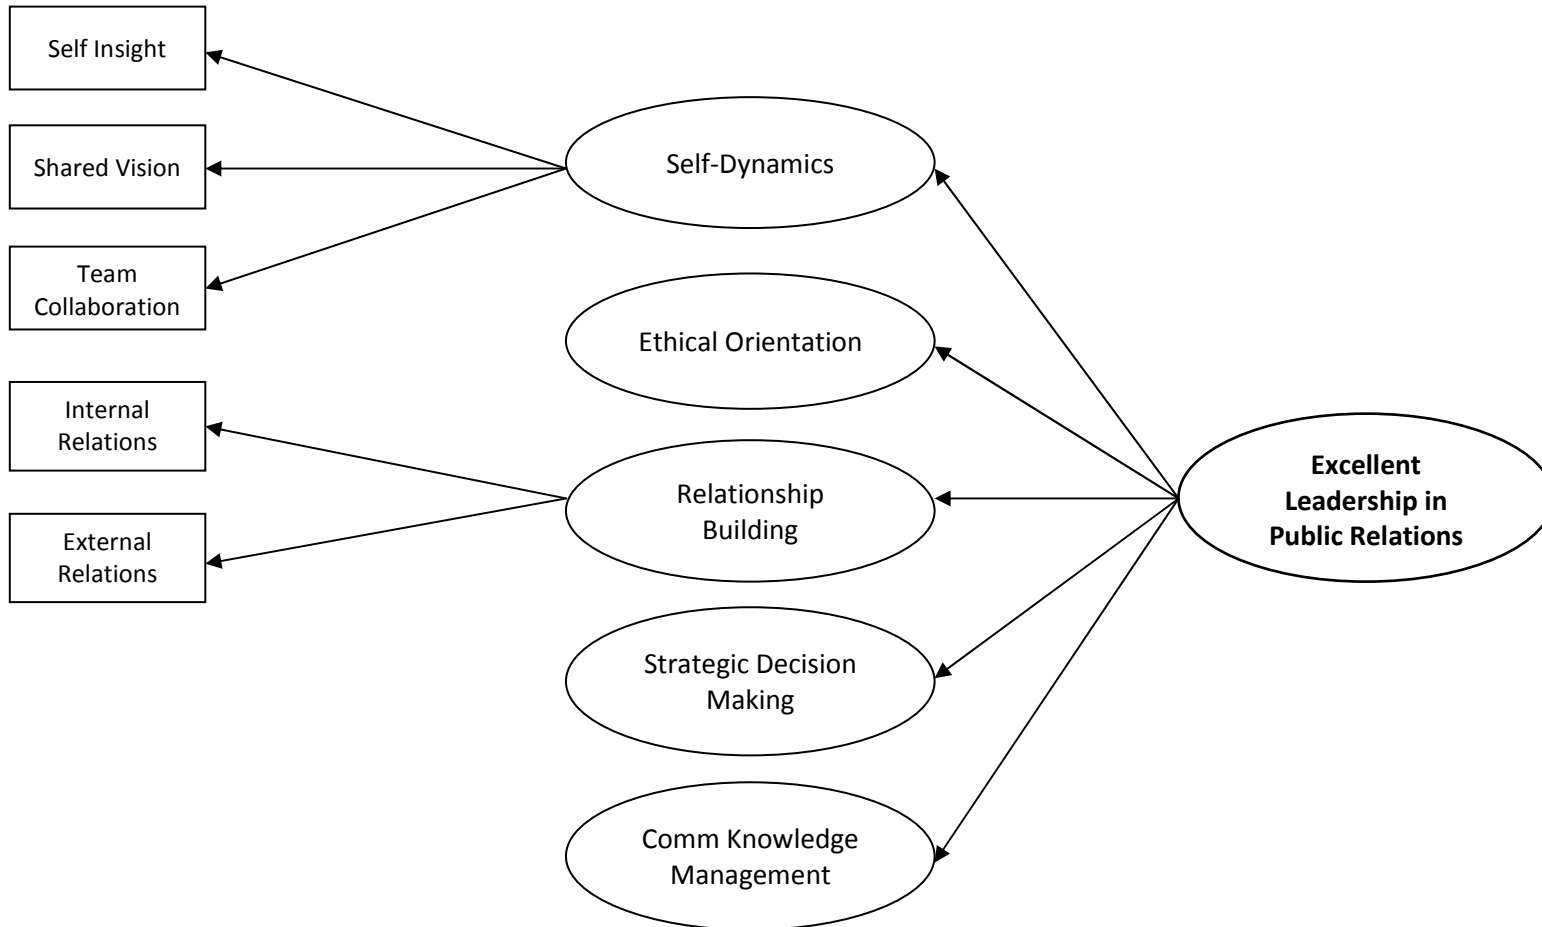 Self Insight
Shared Vision
Team
Collaboration
Internal
Relations
External
Relations
Self-Dynamics
Ethical Orientation
Relationship
Building
Strategic Decision
Making
Comm Knowledge
Management
Excellent
Leadership in
Public Relations